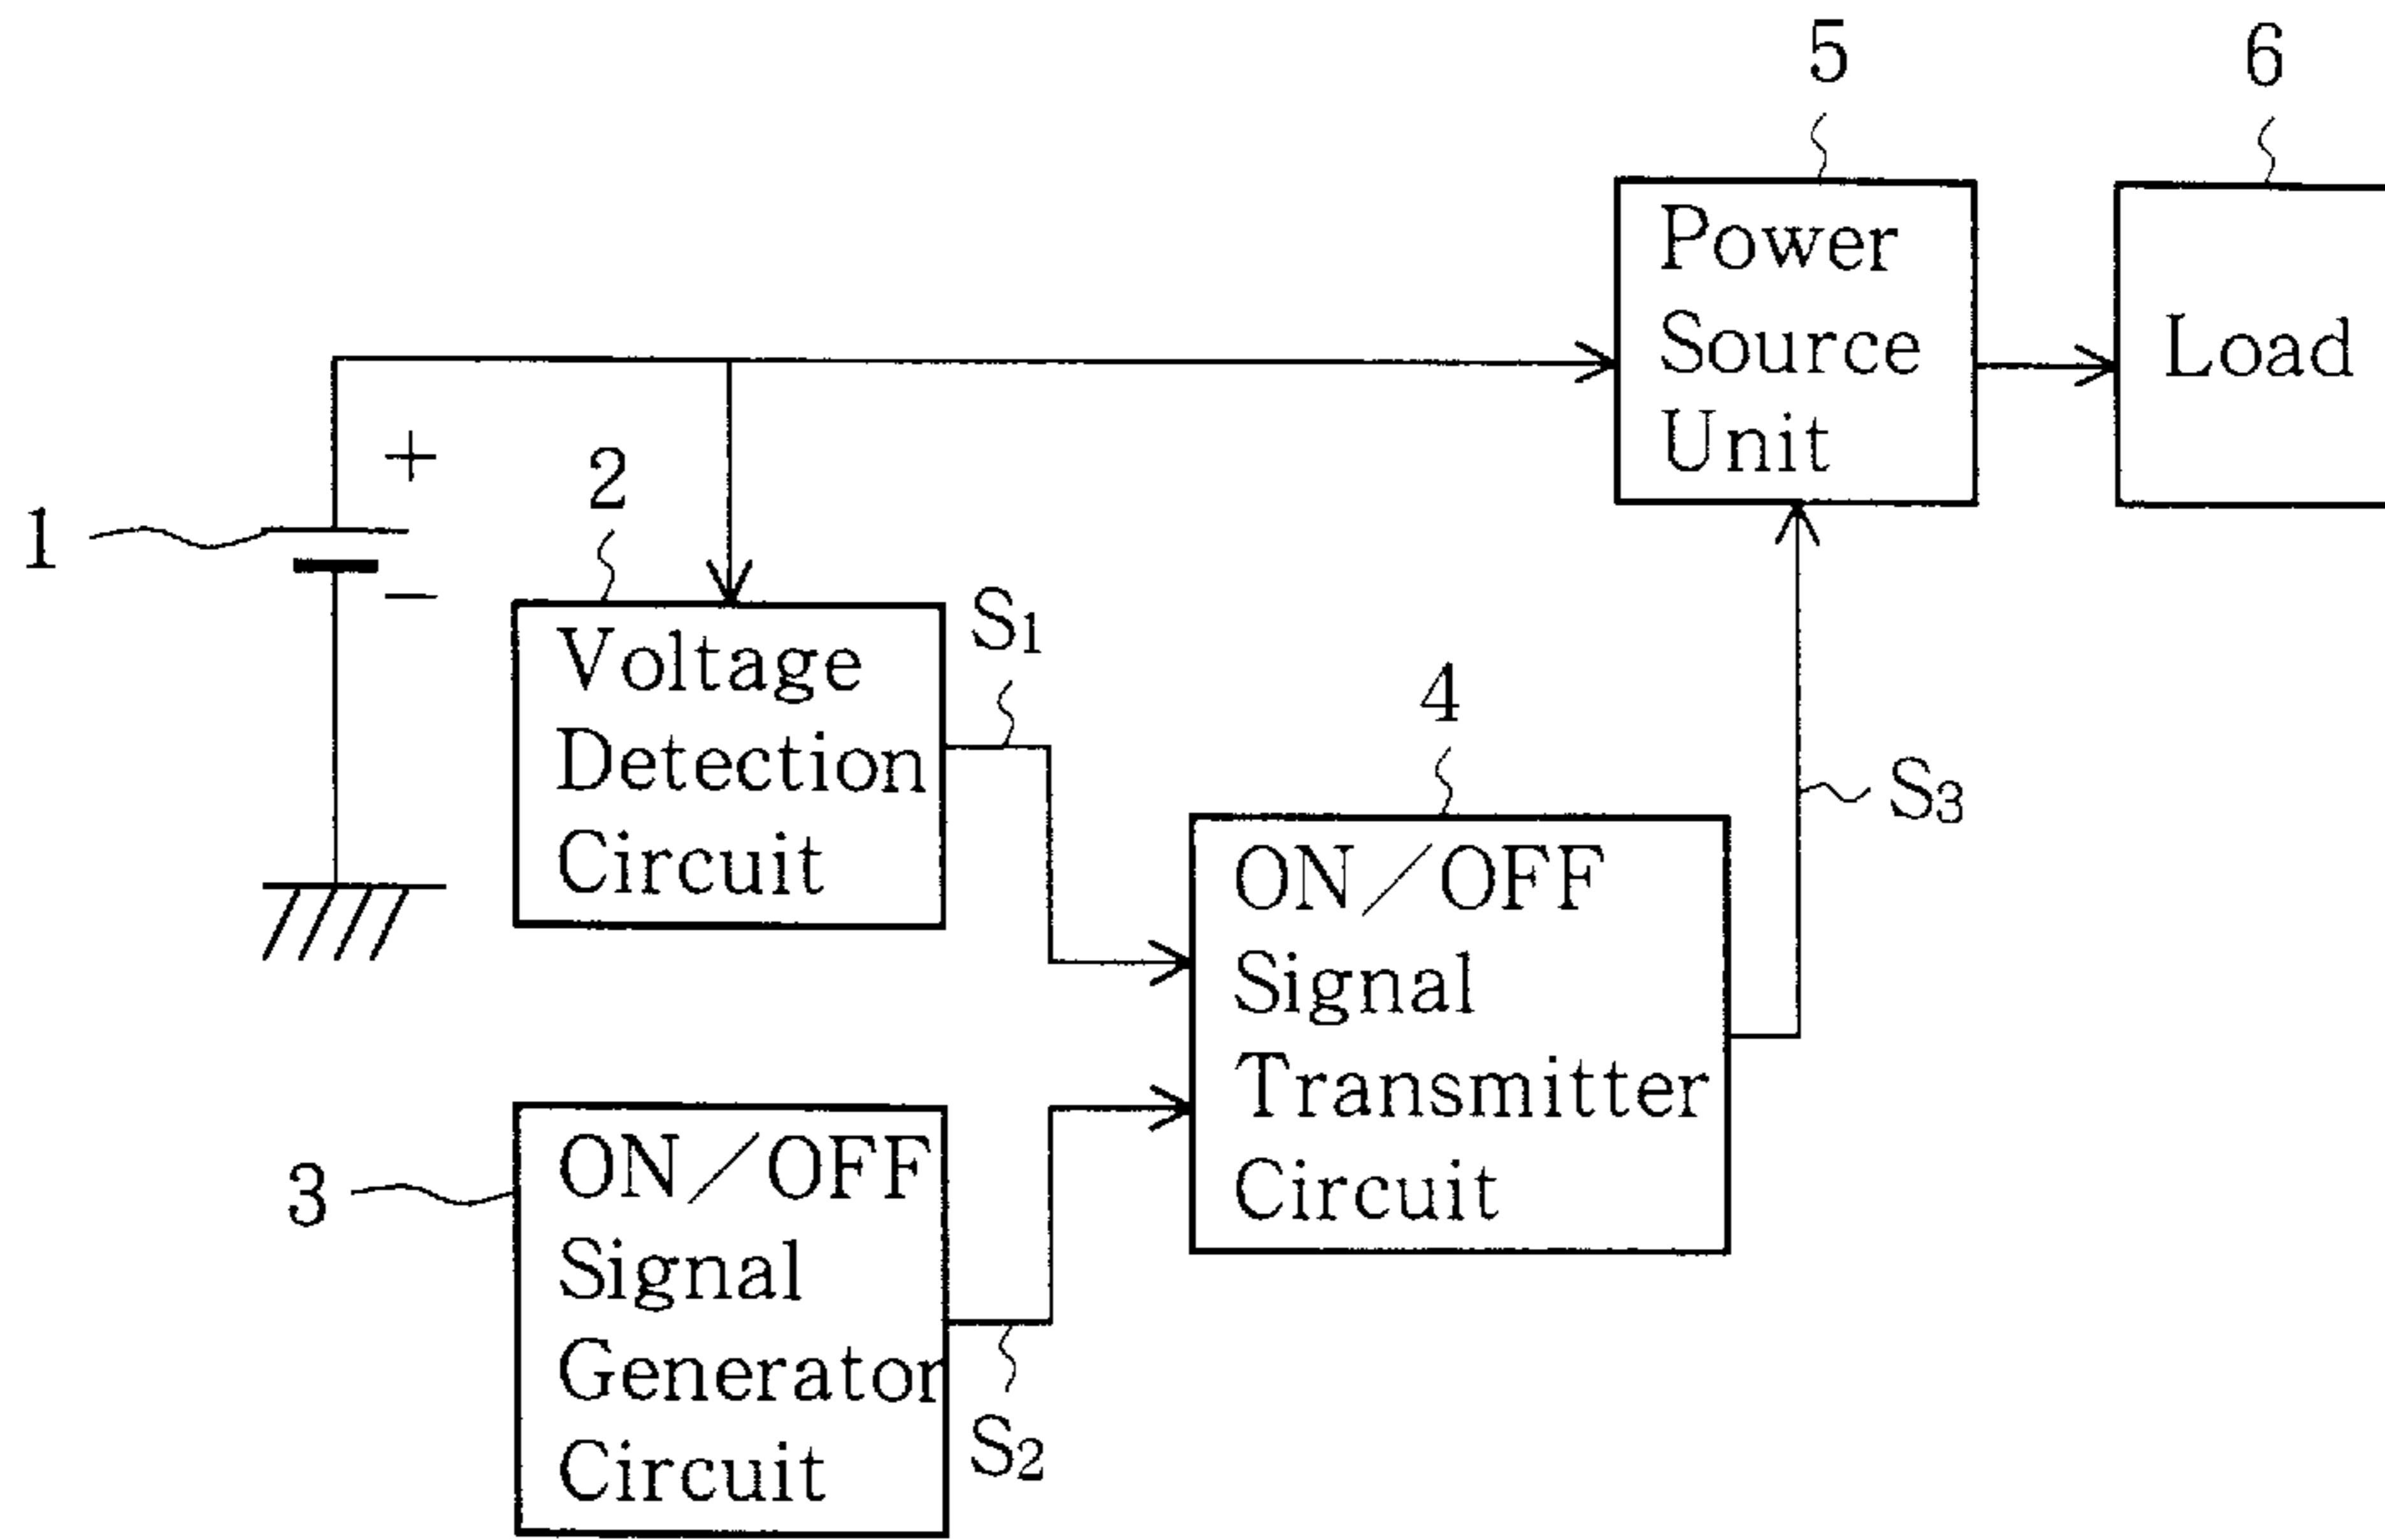 5
6
Power
Source
Unit
Load
+
1
−
2
Voltage
Detection
Circuit
S1
4
ON/OFF
Signal
Transmitter
Circuit
S3
3
ON/OFF
Signal
Generator
Circuit
S2